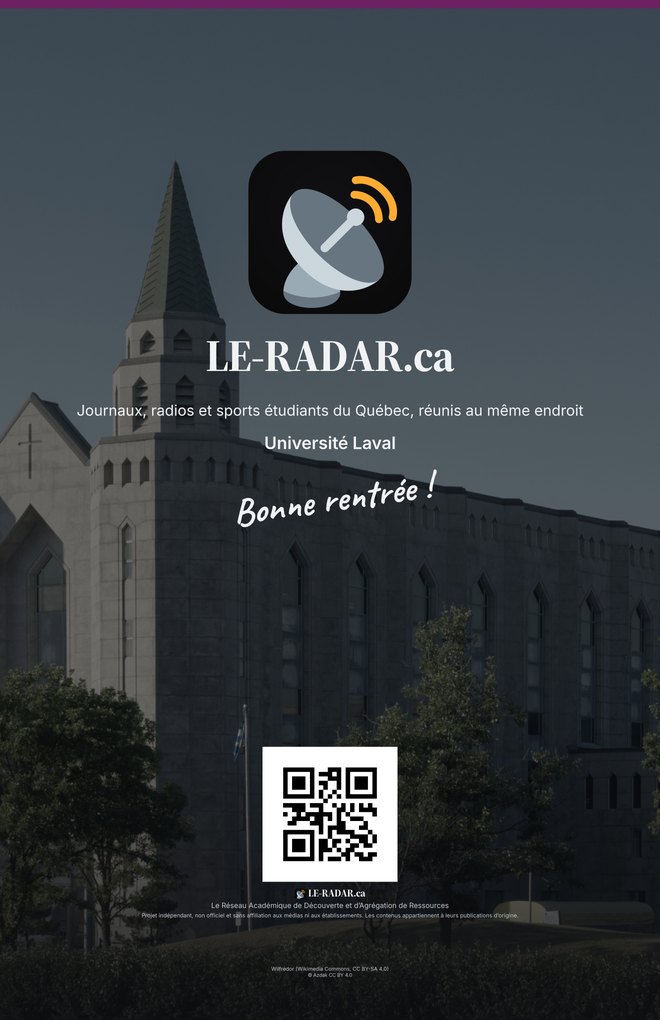 LE-RADAR.ca
Journaux, radios et sports étudiants du Québec, réunis au même endroit
Université Laval
Bonne rentrée !
LE-RADAR.ca
Le Réseau Académique de Découverte et d'Agrégation de Ressources
Projet indépendant, non officiel et sans affiliation aux médias ni aux établissements. Les contenus appartiennent à leurs publications d'origine.
Wilfredor (Wikimedia Commons, CC BY-SA 4.0)
© Azdak CC BY 4.0